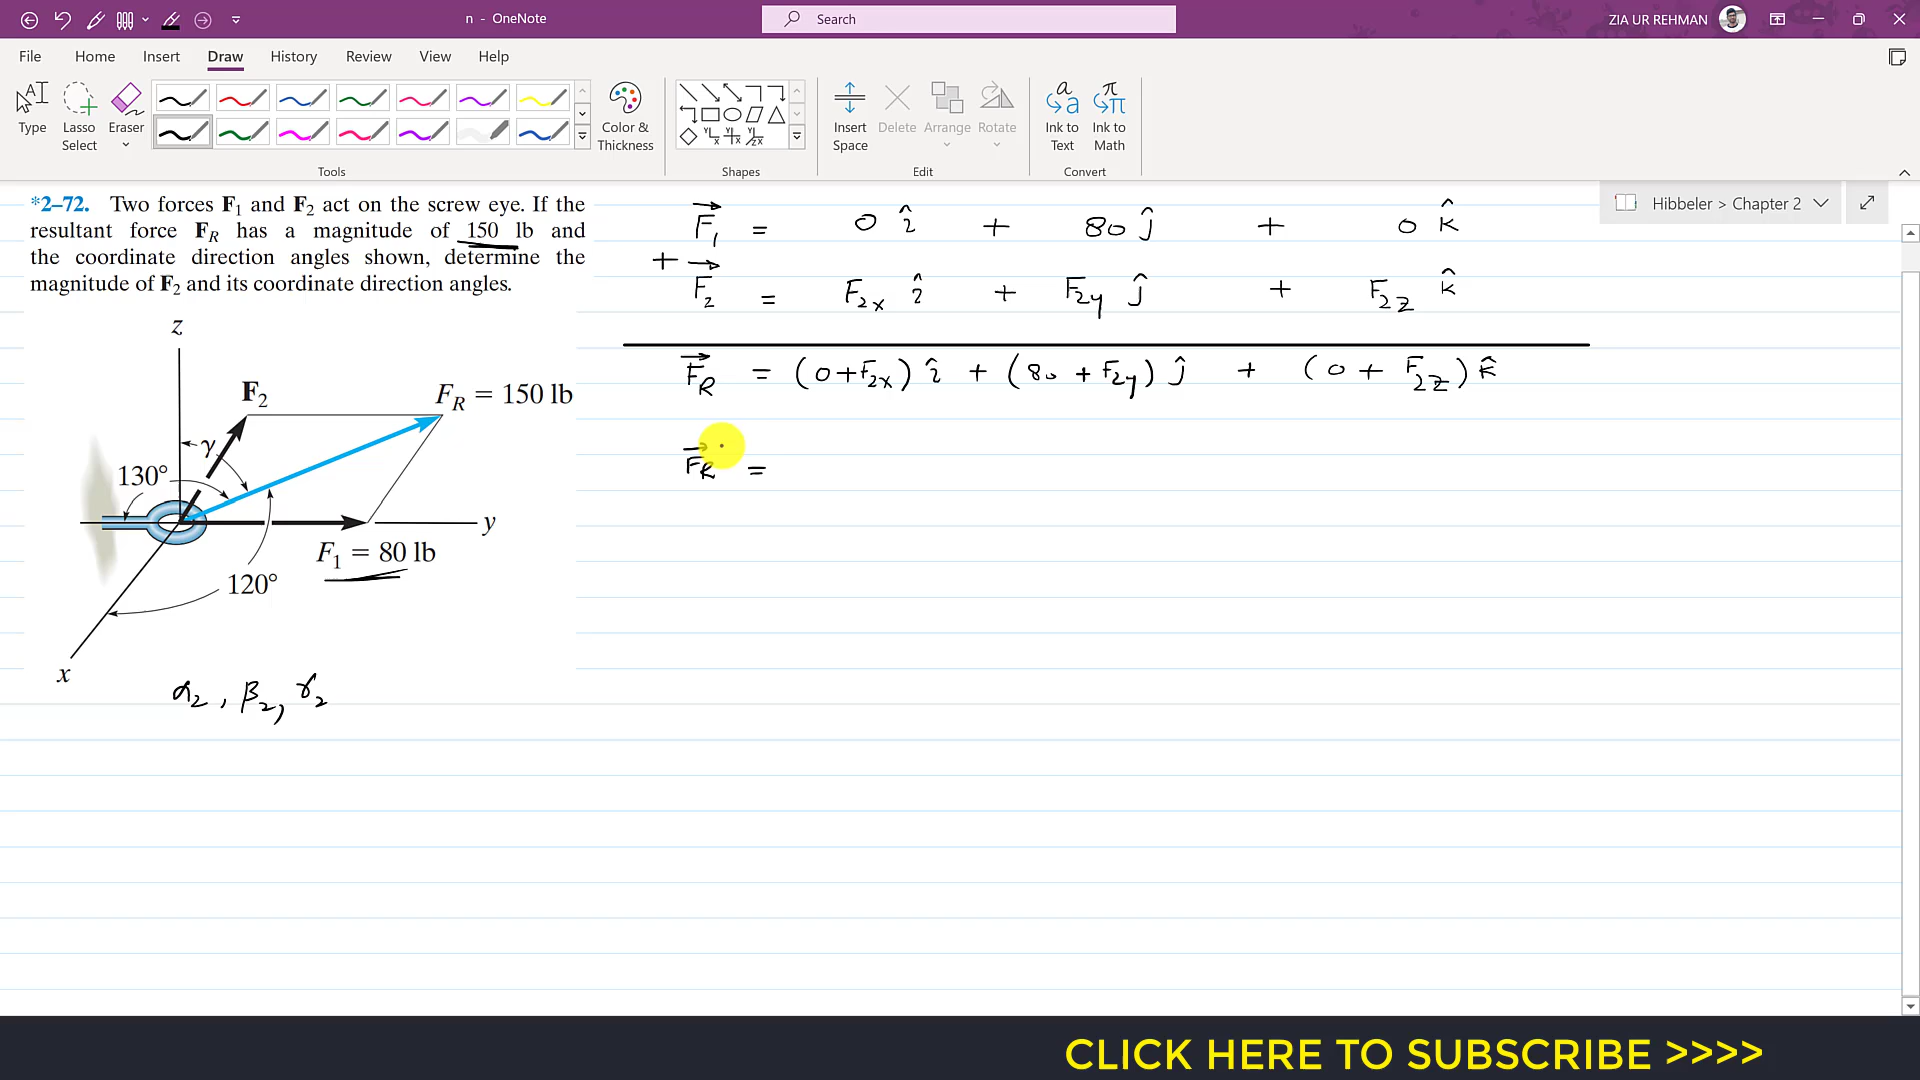 n - OneNote
Search
ZIA UR REHMAN
File Home Insert Draw History Review View Help
Type
Lasso Select
Eraser
Color & Thickness
Insert Space
Delete
Arrange
Rotate
Ink to Text
Ink to Math
Tools
Shapes
Edit
Convert
Hibbeler > Chapter 2
*2–72. Two forces F1 and F2 act on the screw eye. If the
resultant force FR has a magnitude of 150 lb and
the coordinate direction angles shown, determine the
magnitude of F2 and its coordinate direction angles.
z
F2
FR = 150 lb
γ
130°
y
F1 = 80 lb
120°
x
α2 , β2, γ2
F1 = 0 î + 80 ĵ + 0 k̂
+ F2 = F2x î + F2y ĵ + F2z k̂
FR = (0+F2x) î + (80 + F2y) ĵ + (0 + F2z) k̂
FR =
CLICK HERE TO SUBSCRIBE >>>>